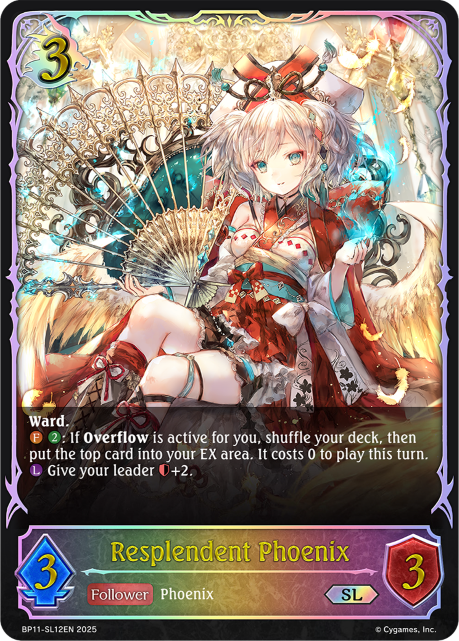 3
Ward.
F 2: If Overflow is active for you, shuffle your deck, then
put the top card into your EX area. It costs 0 to play this turn.
L Give your leader +2.
Resplendent Phoenix
3
Follower Phoenix
SL
3
BP11-SL12EN 2025
© Cygames, Inc.